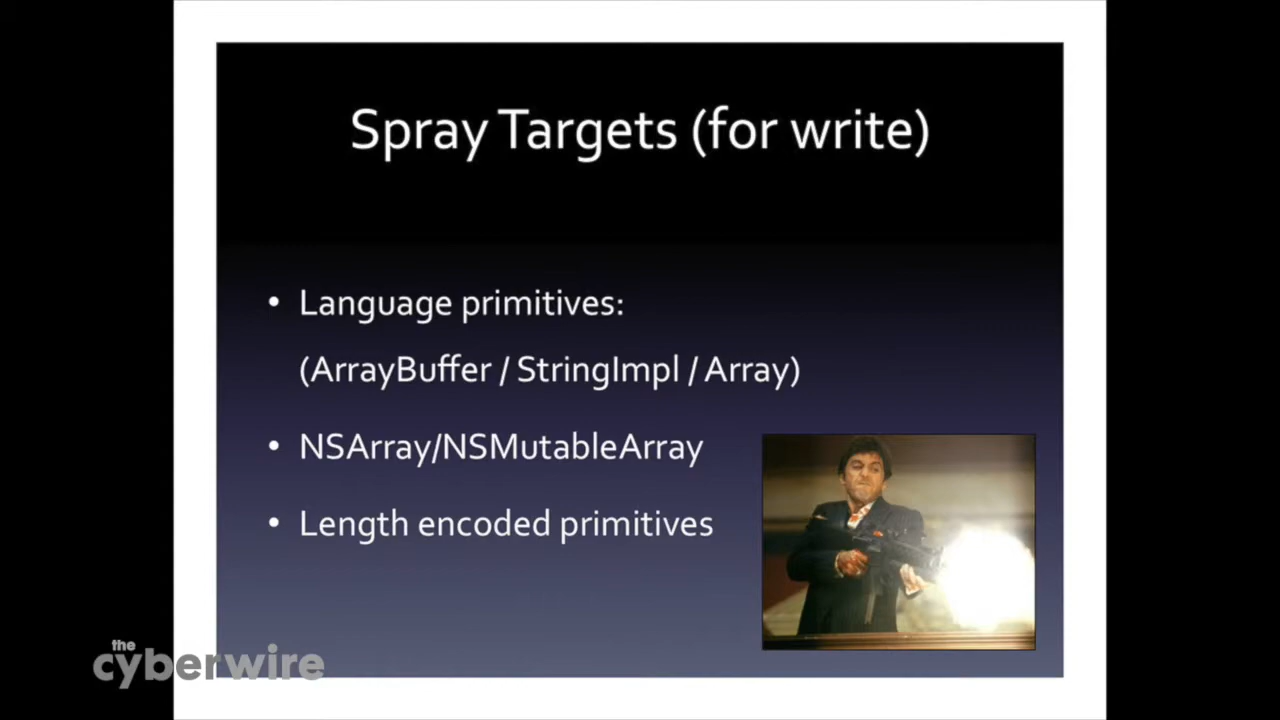 Spray Targets (for write)
• Language primitives:
(ArrayBuffer / StringImpl / Array)
• NSArray/NSMutableArray
• Length encoded primitives
the
cyberwire